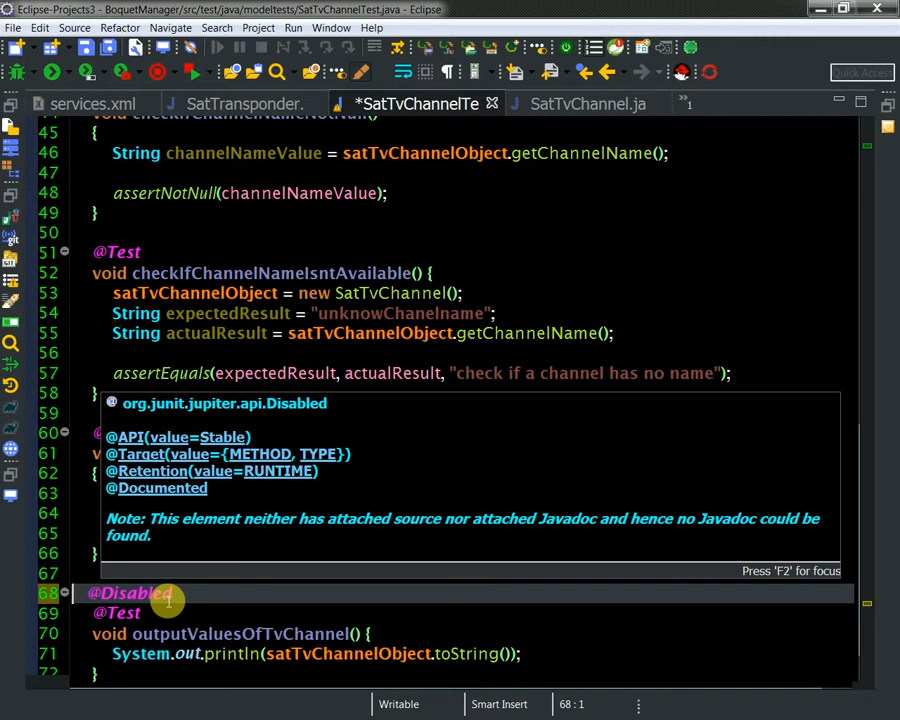 Eclipse-Projects3 - BoquetManager/src/test/java/modeltests/SatTvChannelTest.java - Eclipse
File Edit Source Refactor Navigate Search Project Run Window Help
Quick Access
services.xml SatTransponder. *SatTvChannelTe SatTvChannel.ja »1
void checkIfChannelNameNotNull()
45 {
46 String channelNameValue = satTvChannelObject.getChannelName();
47
48 assertNotNull(channelNameValue);
49 }
50
51 @Test
52 void checkIfChannelNameIsntAvailable() {
53 satTvChannelObject = new SatTvChannel();
54 String expectedResult = "unknowChanelname";
55 String actualResult = satTvChannelObject.getChannelName();
56
57 assertEquals(expectedResult, actualResult, "check if a channel has no name");
58 }
59 @ org.junit.jupiter.api.Disabled
60 @
61 v @API(value=Stable)
@Target(value={METHOD, TYPE})
62 { @Retention(value=RUNTIME)
63 @Documented
64 Note: This element neither has attached source nor attached Javadoc and hence no Javadoc could be
65 found.
66 }
67 Press 'F2' for focus
68 @Disabled
69 @Test
70 void outputValuesOfTvChannel() {
71 System.out.println(satTvChannelObject.toString());
72 }
Writable Smart Insert 68 : 1